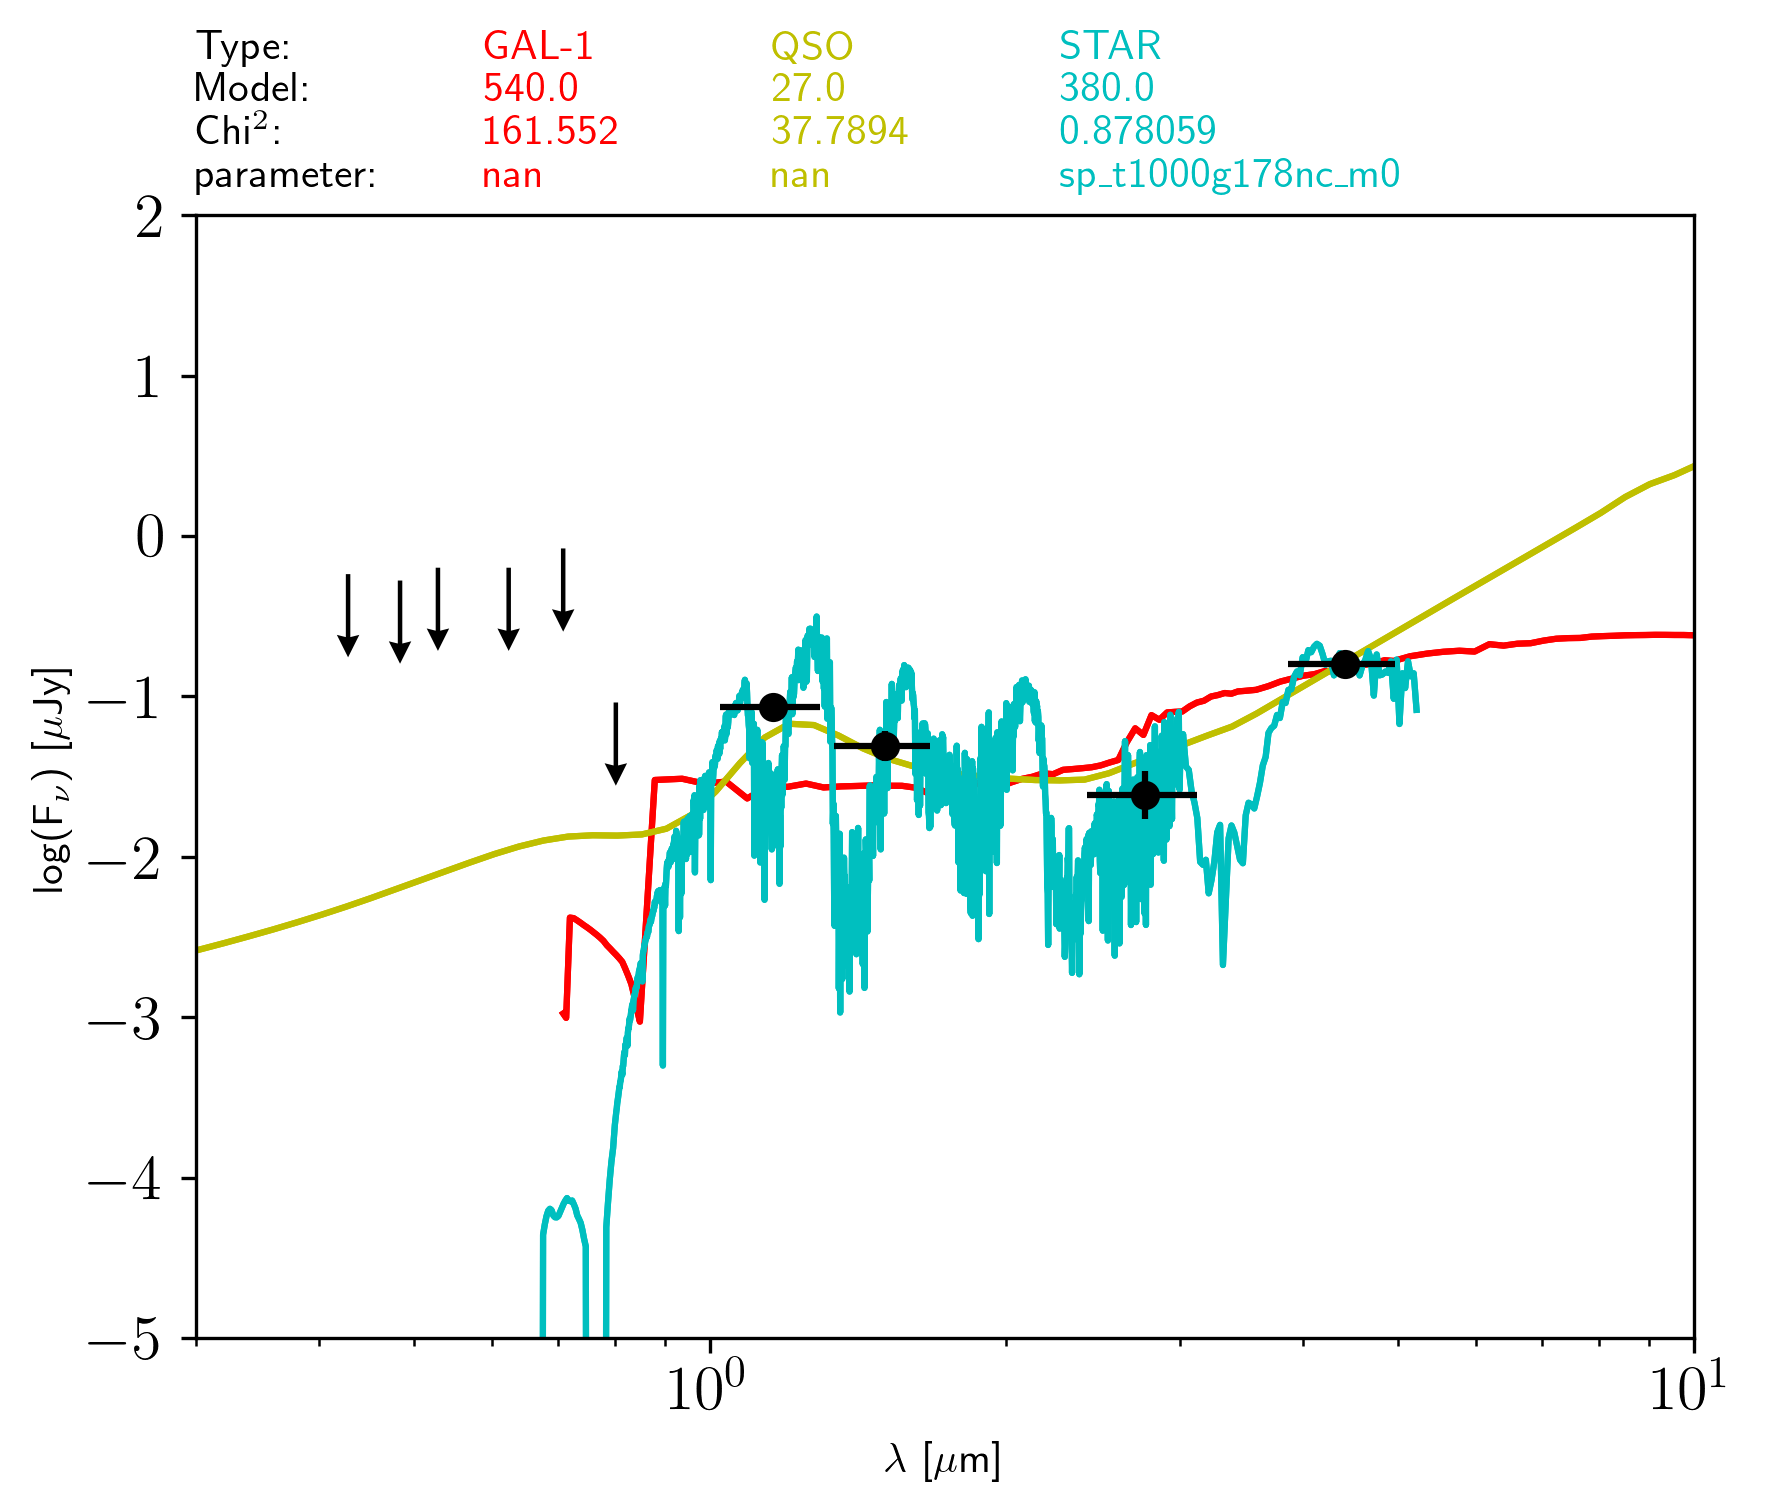 Type: GAL-1 QSO STAR
Model: 540.0 27.0 380.0
Chi²: 161.552 37.7894 0.878059
parameter: nan nan sp_t1000g178nc_m0
2
1
0
−1
−2
−3
−4
−5
log(Fν) [μJy]
10⁰ 10¹
λ [μm]